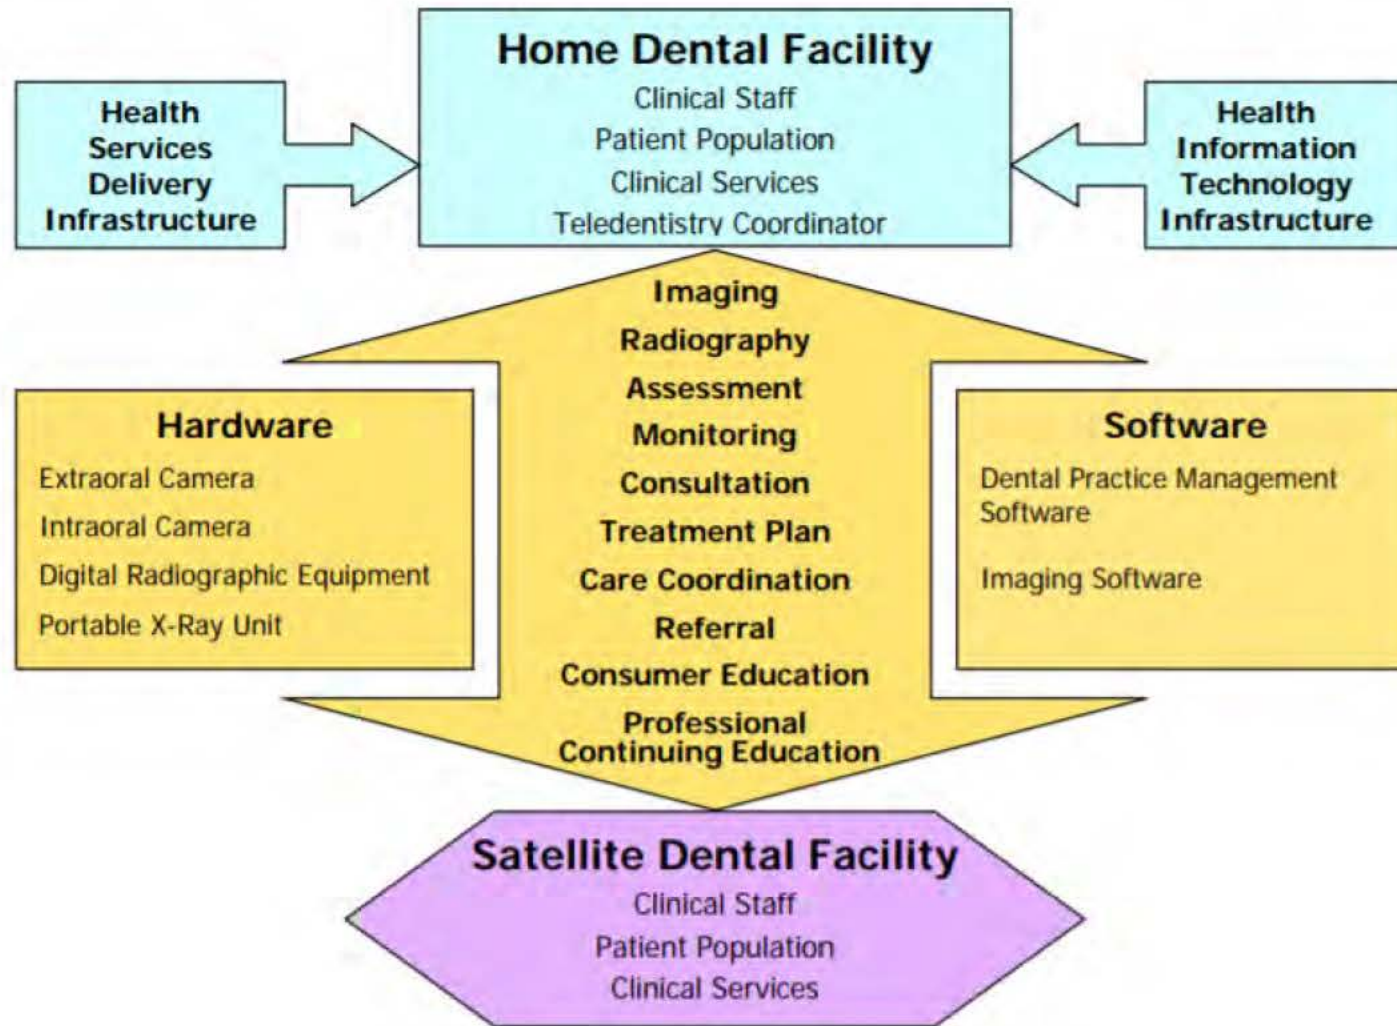 Home Dental Facility
Clinical Staff
Patient Population
Clinical Services
Teledentistry Coordinator
Health
Services
Delivery
Infrastructure
Health
Information
Technology
Infrastructure
Imaging
Radiography
Assessment
Monitoring
Consultation
Treatment Plan
Care Coordination
Referral
Consumer Education
Professional
Continuing Education
Hardware
Extraoral Camera
Intraoral Camera
Digital Radiographic Equipment
Portable X-Ray Unit
Software
Dental Practice Management
Software
Imaging Software
Satellite Dental Facility
Clinical Staff
Patient Population
Clinical Services